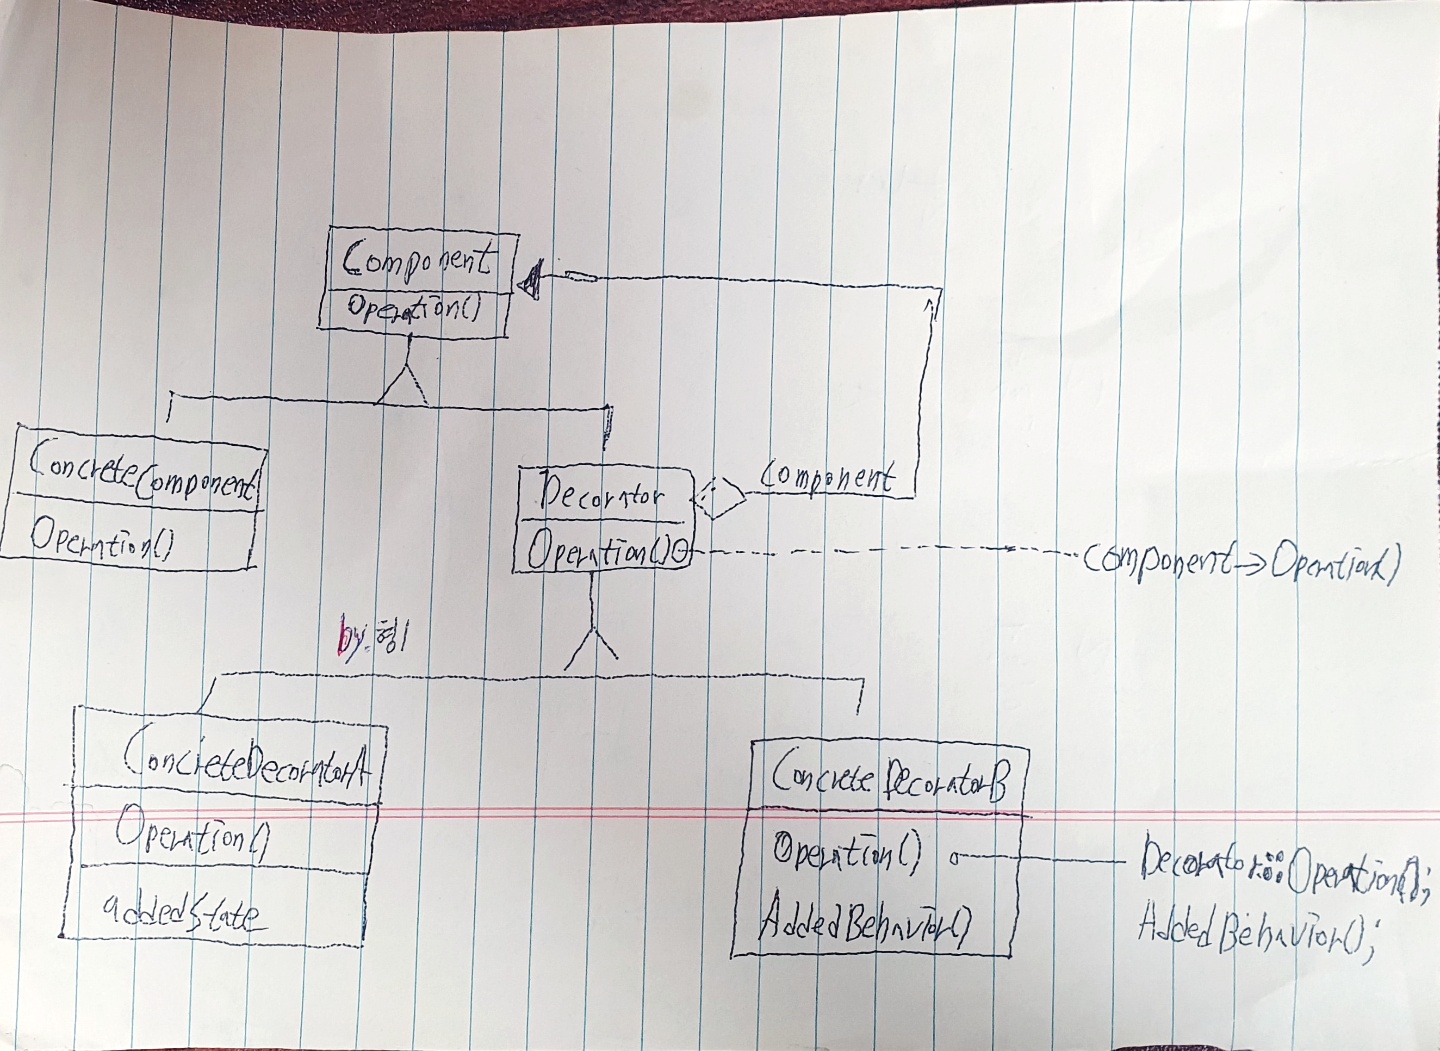 Component
Operation()
ConcreteComponent
Operation()
Decorator
Operation()
component
component→Operation()
by.형
ConcreteDecoratorA
Operation()
addedState
ConcreteDecoratorB
Operation()
AddedBehavior()
Decorator::Operation();
AddedBehavior();